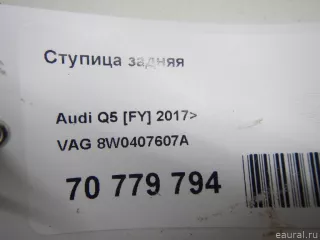 Ступица задняя
Audi Q5 [FY] 2017>
VAG 8W0407607A
70 779 794
eaural.ru